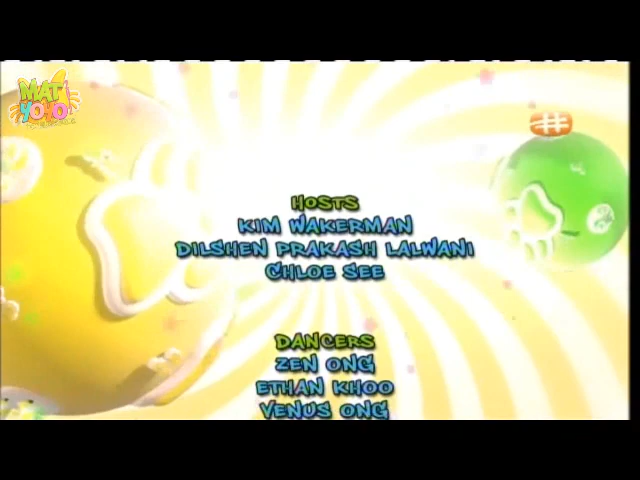 MAT
YOYO
HOSTS
KIM WAKERMAN
DILSHEN PRAKASH LALWANI
CHLOE SEE
DANCERS
ZEN ONG
ETHAN KHOO
VENUS ONG